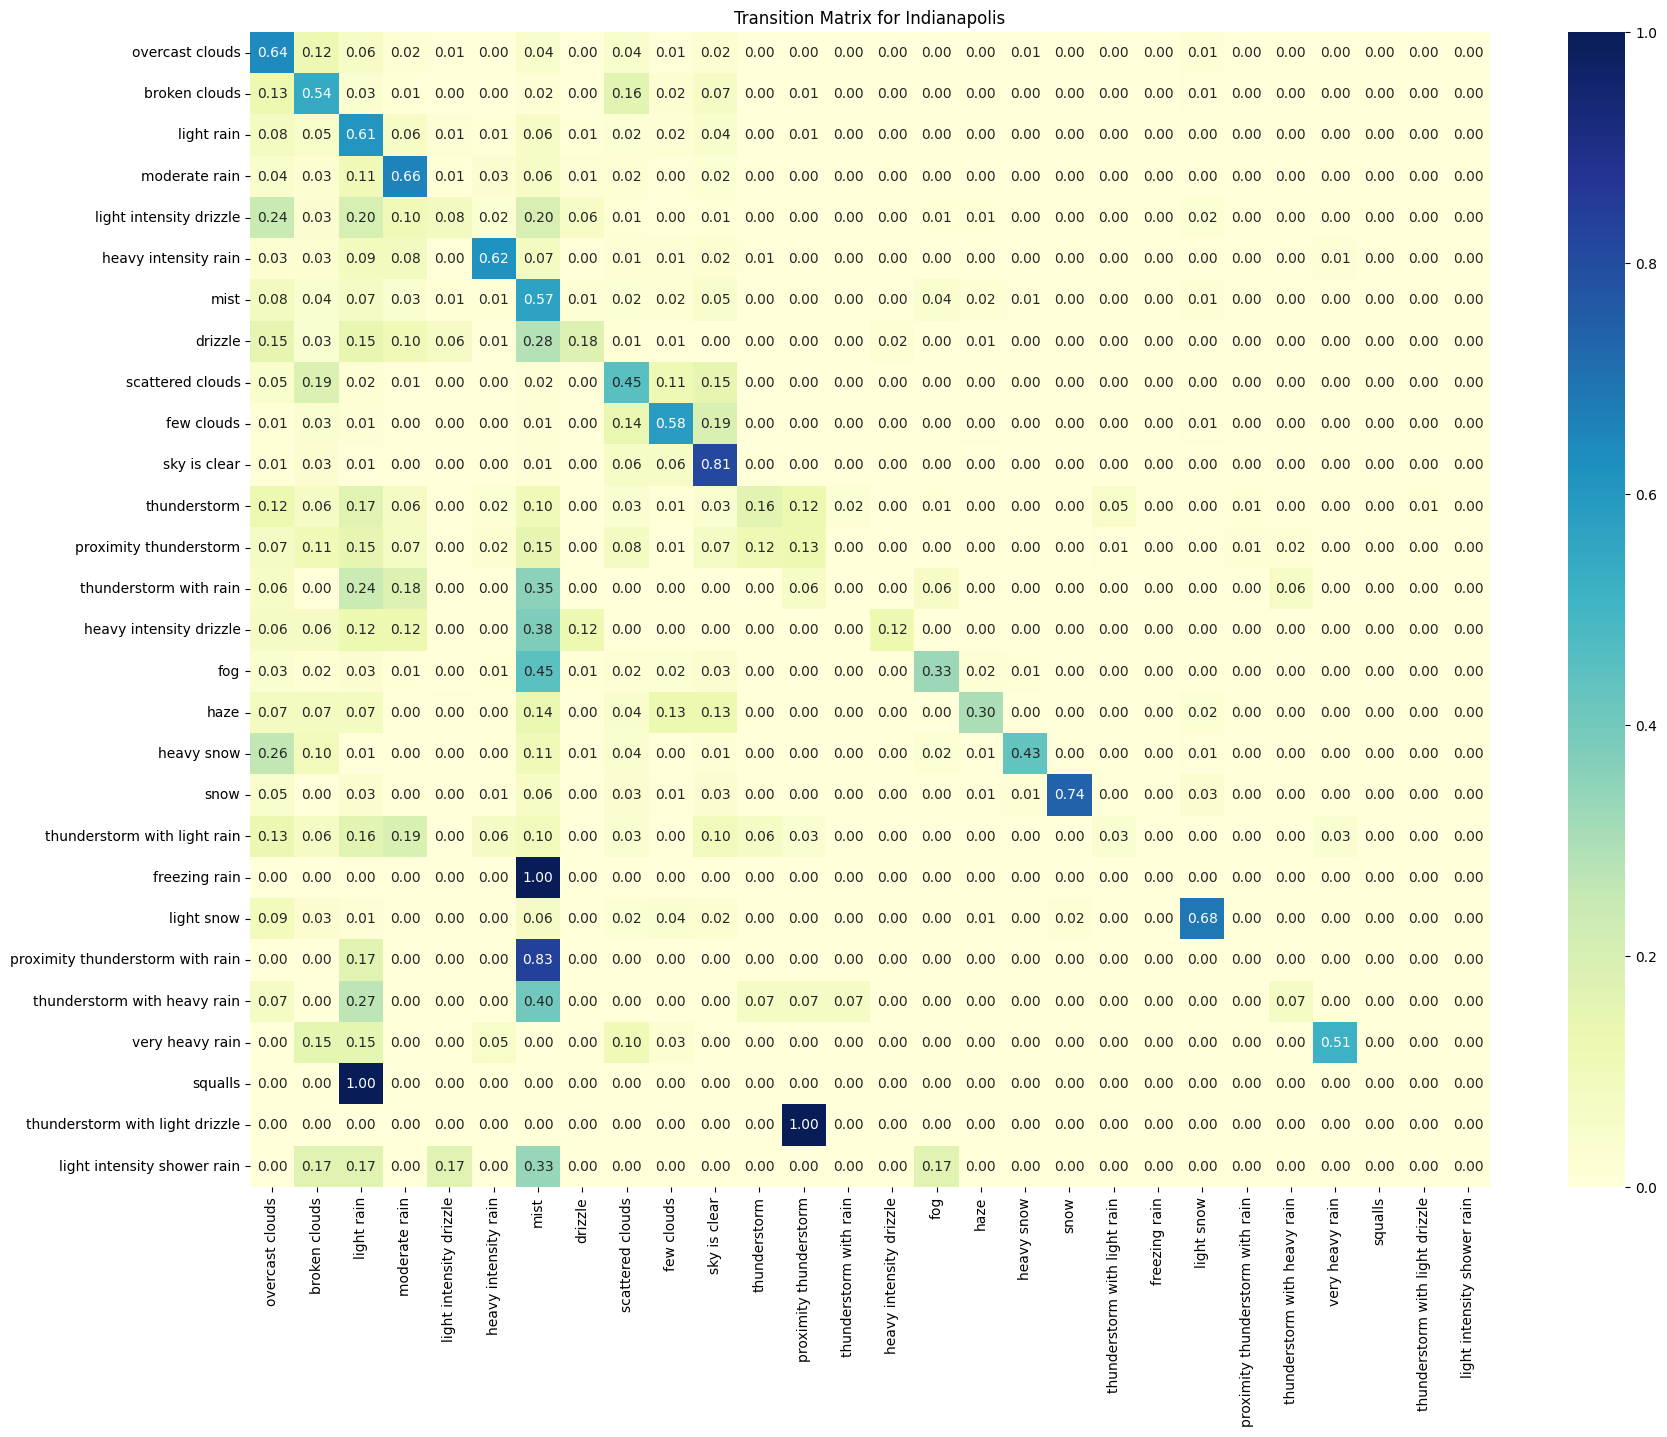 Transition Matrix for Indianapolis
overcast clouds 0.64 0.12 0.06 0.02 0.01 0.00 0.04 0.00 0.04 0.01 0.02 0.00 0.00 0.00 0.00 0.00 0.00 0.01 0.00 0.00 0.00 0.01 0.00 0.00 0.00 0.00 0.00 0.00
broken clouds 0.13 0.54 0.03 0.01 0.00 0.00 0.02 0.00 0.16 0.02 0.07 0.00 0.01 0.00 0.00 0.00 0.00 0.00 0.00 0.00 0.00 0.01 0.00 0.00 0.00 0.00 0.00 0.00
light rain 0.08 0.05 0.61 0.06 0.01 0.01 0.06 0.01 0.02 0.02 0.04 0.00 0.01 0.00 0.00 0.00 0.00 0.00 0.00 0.00 0.00 0.00 0.00 0.00 0.00 0.00 0.00 0.00
moderate rain 0.04 0.03 0.11 0.66 0.01 0.03 0.06 0.01 0.02 0.00 0.02 0.00 0.00 0.00 0.00 0.00 0.00 0.00 0.00 0.00 0.00 0.00 0.00 0.00 0.00 0.00 0.00 0.00
light intensity drizzle 0.24 0.03 0.20 0.10 0.08 0.02 0.20 0.06 0.01 0.00 0.01 0.00 0.00 0.00 0.00 0.01 0.01 0.00 0.00 0.00 0.00 0.02 0.00 0.00 0.00 0.00 0.00 0.00
heavy intensity rain 0.03 0.03 0.09 0.08 0.00 0.62 0.07 0.00 0.01 0.01 0.02 0.01 0.00 0.00 0.00 0.00 0.00 0.00 0.00 0.00 0.00 0.00 0.00 0.00 0.01 0.00 0.00 0.00
mist 0.08 0.04 0.07 0.03 0.01 0.01 0.57 0.01 0.02 0.02 0.05 0.00 0.00 0.00 0.00 0.04 0.02 0.01 0.00 0.00 0.00 0.01 0.00 0.00 0.00 0.00 0.00 0.00
drizzle 0.15 0.03 0.15 0.10 0.06 0.01 0.28 0.18 0.01 0.01 0.00 0.00 0.00 0.00 0.02 0.00 0.01 0.00 0.00 0.00 0.00 0.00 0.00 0.00 0.00 0.00 0.00 0.00
scattered clouds 0.05 0.19 0.02 0.01 0.00 0.00 0.02 0.00 0.45 0.11 0.15 0.00 0.00 0.00 0.00 0.00 0.00 0.00 0.00 0.00 0.00 0.00 0.00 0.00 0.00 0.00 0.00 0.00
few clouds 0.01 0.03 0.01 0.00 0.00 0.00 0.01 0.00 0.14 0.58 0.19 0.00 0.00 0.00 0.00 0.00 0.00 0.00 0.00 0.00 0.00 0.01 0.00 0.00 0.00 0.00 0.00 0.00
sky is clear 0.01 0.03 0.01 0.00 0.00 0.00 0.01 0.00 0.06 0.06 0.81 0.00 0.00 0.00 0.00 0.00 0.00 0.00 0.00 0.00 0.00 0.00 0.00 0.00 0.00 0.00 0.00 0.00
thunderstorm 0.12 0.06 0.17 0.06 0.00 0.02 0.10 0.00 0.03 0.01 0.03 0.16 0.12 0.02 0.00 0.01 0.00 0.00 0.00 0.05 0.00 0.00 0.01 0.00 0.00 0.00 0.01 0.00
proximity thunderstorm 0.07 0.11 0.15 0.07 0.00 0.02 0.15 0.00 0.08 0.01 0.07 0.12 0.13 0.00 0.00 0.00 0.00 0.00 0.00 0.01 0.00 0.00 0.01 0.02 0.00 0.00 0.00 0.00
thunderstorm with rain 0.06 0.00 0.24 0.18 0.00 0.00 0.35 0.00 0.00 0.00 0.00 0.00 0.06 0.00 0.00 0.06 0.00 0.00 0.00 0.00 0.00 0.00 0.00 0.06 0.00 0.00 0.00 0.00
heavy intensity drizzle 0.06 0.06 0.12 0.12 0.00 0.00 0.38 0.12 0.00 0.00 0.00 0.00 0.00 0.00 0.12 0.00 0.00 0.00 0.00 0.00 0.00 0.00 0.00 0.00 0.00 0.00 0.00 0.00
fog 0.03 0.02 0.03 0.01 0.00 0.01 0.45 0.01 0.02 0.02 0.03 0.00 0.00 0.00 0.00 0.33 0.02 0.01 0.00 0.00 0.00 0.00 0.00 0.00 0.00 0.00 0.00 0.00
haze 0.07 0.07 0.07 0.00 0.00 0.00 0.14 0.00 0.04 0.13 0.13 0.00 0.00 0.00 0.00 0.00 0.30 0.00 0.00 0.00 0.00 0.02 0.00 0.00 0.00 0.00 0.00 0.00
heavy snow 0.26 0.10 0.01 0.00 0.00 0.00 0.11 0.01 0.04 0.00 0.01 0.00 0.00 0.00 0.00 0.02 0.01 0.43 0.00 0.00 0.00 0.01 0.00 0.00 0.00 0.00 0.00 0.00
snow 0.05 0.00 0.03 0.00 0.00 0.01 0.06 0.00 0.03 0.01 0.03 0.00 0.00 0.00 0.00 0.00 0.01 0.01 0.74 0.00 0.00 0.03 0.00 0.00 0.00 0.00 0.00 0.00
thunderstorm with light rain 0.13 0.06 0.16 0.19 0.00 0.06 0.10 0.00 0.03 0.00 0.10 0.06 0.03 0.00 0.00 0.00 0.00 0.00 0.00 0.03 0.00 0.00 0.00 0.00 0.03 0.00 0.00 0.00
freezing rain 0.00 0.00 0.00 0.00 0.00 0.00 1.00 0.00 0.00 0.00 0.00 0.00 0.00 0.00 0.00 0.00 0.00 0.00 0.00 0.00 0.00 0.00 0.00 0.00 0.00 0.00 0.00 0.00
light snow 0.09 0.03 0.01 0.00 0.00 0.00 0.06 0.00 0.02 0.04 0.02 0.00 0.00 0.00 0.00 0.00 0.01 0.00 0.02 0.00 0.00 0.68 0.00 0.00 0.00 0.00 0.00 0.00
proximity thunderstorm with rain 0.00 0.00 0.17 0.00 0.00 0.00 0.83 0.00 0.00 0.00 0.00 0.00 0.00 0.00 0.00 0.00 0.00 0.00 0.00 0.00 0.00 0.00 0.00 0.00 0.00 0.00 0.00 0.00
thunderstorm with heavy rain 0.07 0.00 0.27 0.00 0.00 0.00 0.40 0.00 0.00 0.00 0.00 0.07 0.07 0.07 0.00 0.00 0.00 0.00 0.00 0.00 0.00 0.00 0.00 0.07 0.00 0.00 0.00 0.00
very heavy rain 0.00 0.15 0.15 0.00 0.00 0.05 0.00 0.00 0.10 0.03 0.00 0.00 0.00 0.00 0.00 0.00 0.00 0.00 0.00 0.00 0.00 0.00 0.00 0.00 0.51 0.00 0.00 0.00
squalls 0.00 0.00 1.00 0.00 0.00 0.00 0.00 0.00 0.00 0.00 0.00 0.00 0.00 0.00 0.00 0.00 0.00 0.00 0.00 0.00 0.00 0.00 0.00 0.00 0.00 0.00 0.00 0.00
thunderstorm with light drizzle 0.00 0.00 0.00 0.00 0.00 0.00 0.00 0.00 0.00 0.00 0.00 0.00 1.00 0.00 0.00 0.00 0.00 0.00 0.00 0.00 0.00 0.00 0.00 0.00 0.00 0.00 0.00 0.00
light intensity shower rain 0.00 0.17 0.17 0.00 0.17 0.00 0.33 0.00 0.00 0.00 0.00 0.00 0.00 0.00 0.00 0.17 0.00 0.00 0.00 0.00 0.00 0.00 0.00 0.00 0.00 0.00 0.00 0.00
overcast clouds
broken clouds
light rain
moderate rain
light intensity drizzle
heavy intensity rain
mist
drizzle
scattered clouds
few clouds
sky is clear
thunderstorm
proximity thunderstorm
thunderstorm with rain
heavy intensity drizzle
fog
haze
heavy snow
snow
thunderstorm with light rain
freezing rain
light snow
proximity thunderstorm with rain
thunderstorm with heavy rain
very heavy rain
squalls
thunderstorm with light drizzle
light intensity shower rain
1.0
0.8
0.6
0.4
0.2
0.0